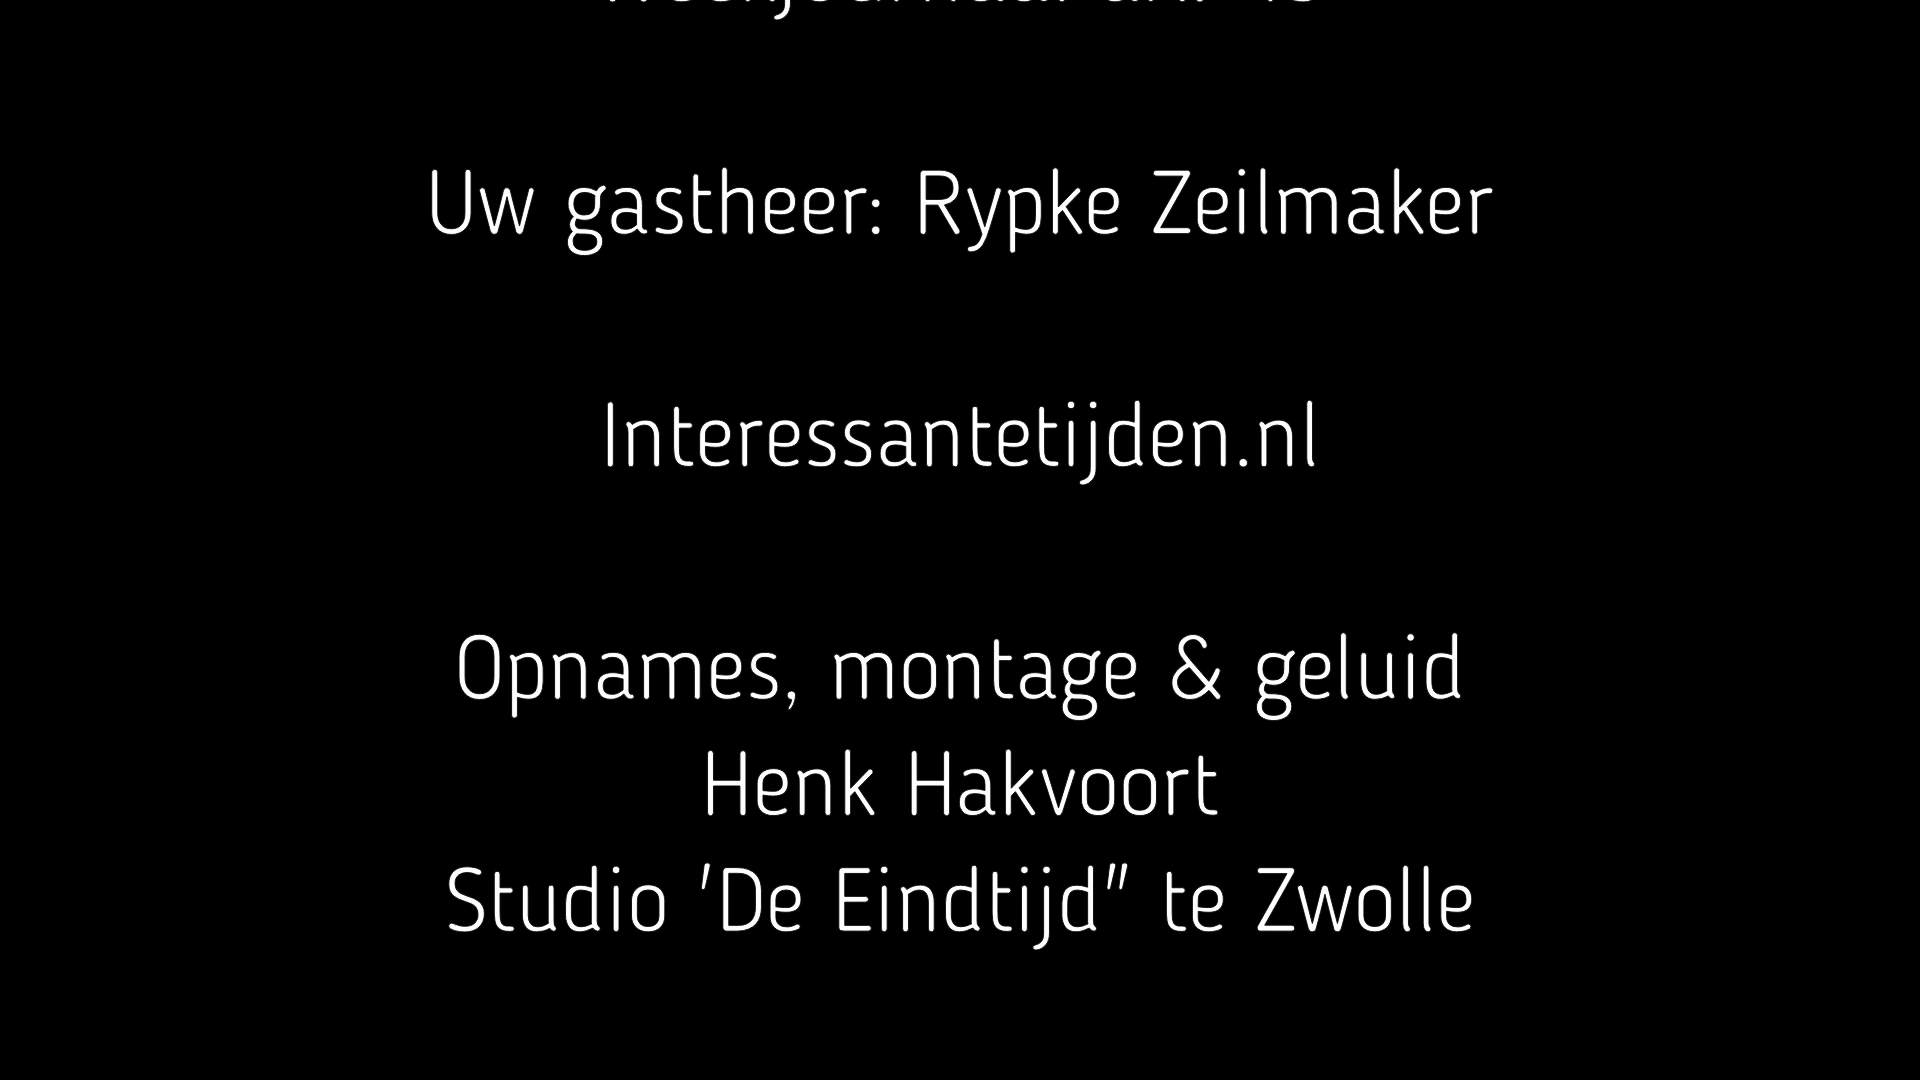 Uw gastheer: Rypke Zeilmaker
Interessantetijden.nl
Opnames, montage & geluid
Henk Hakvoort
Studio 'De Eindtijd" te Zwolle